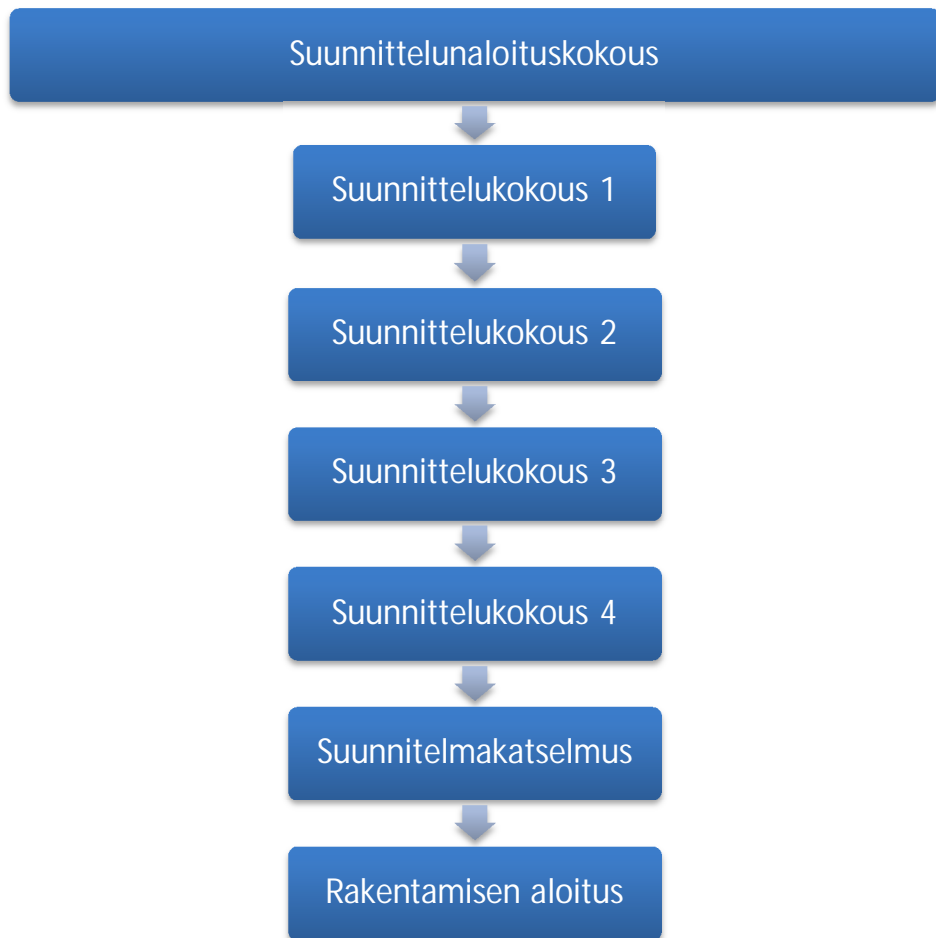 Suunnittelunaloituskokous
Suunnittelukokous 1
Suunnittelukokous 2
Suunnittelukokous 3
Suunnittelukokous 4
Suunnitelmakatselmus
Rakentamisen aloitus